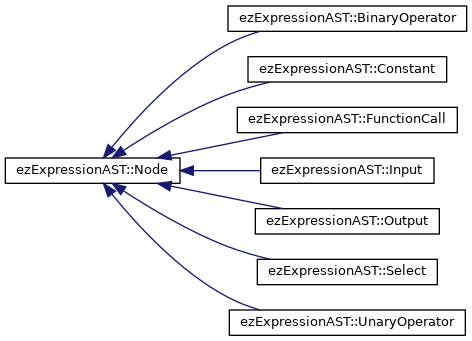 ezExpressionAST::BinaryOperator
ezExpressionAST::Constant
ezExpressionAST::FunctionCall
ezExpressionAST::Node
ezExpressionAST::Input
ezExpressionAST::Output
ezExpressionAST::Select
ezExpressionAST::UnaryOperator